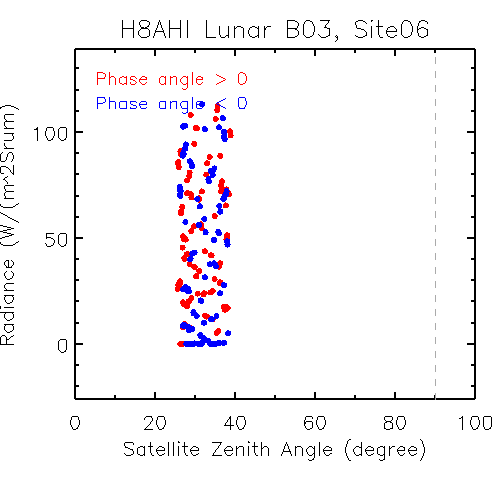 H8AHI Lunar B03, Site06
Phase angle > 0
Phase angle < 0
Radiance (W/(m^2Srum)
100
50
0
0 20 40 60 80 100
Satellite Zenith Angle (degree)